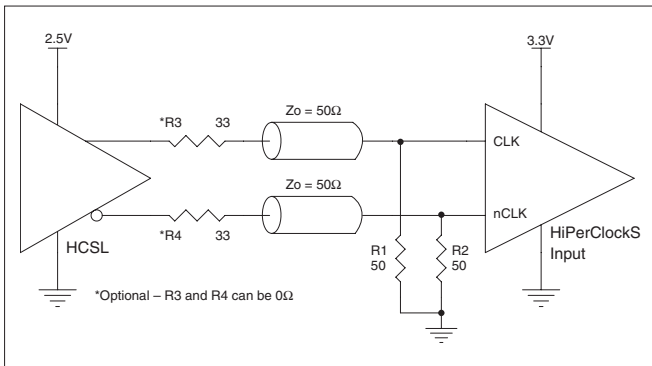 2.5V
3.3V
*R3 33
Zo = 50Ω
CLK
Zo = 50Ω
nCLK
*R4 33
HCSL
R1
50
R2
50
HiPerClockS
Input
*Optional – R3 and R4 can be 0Ω